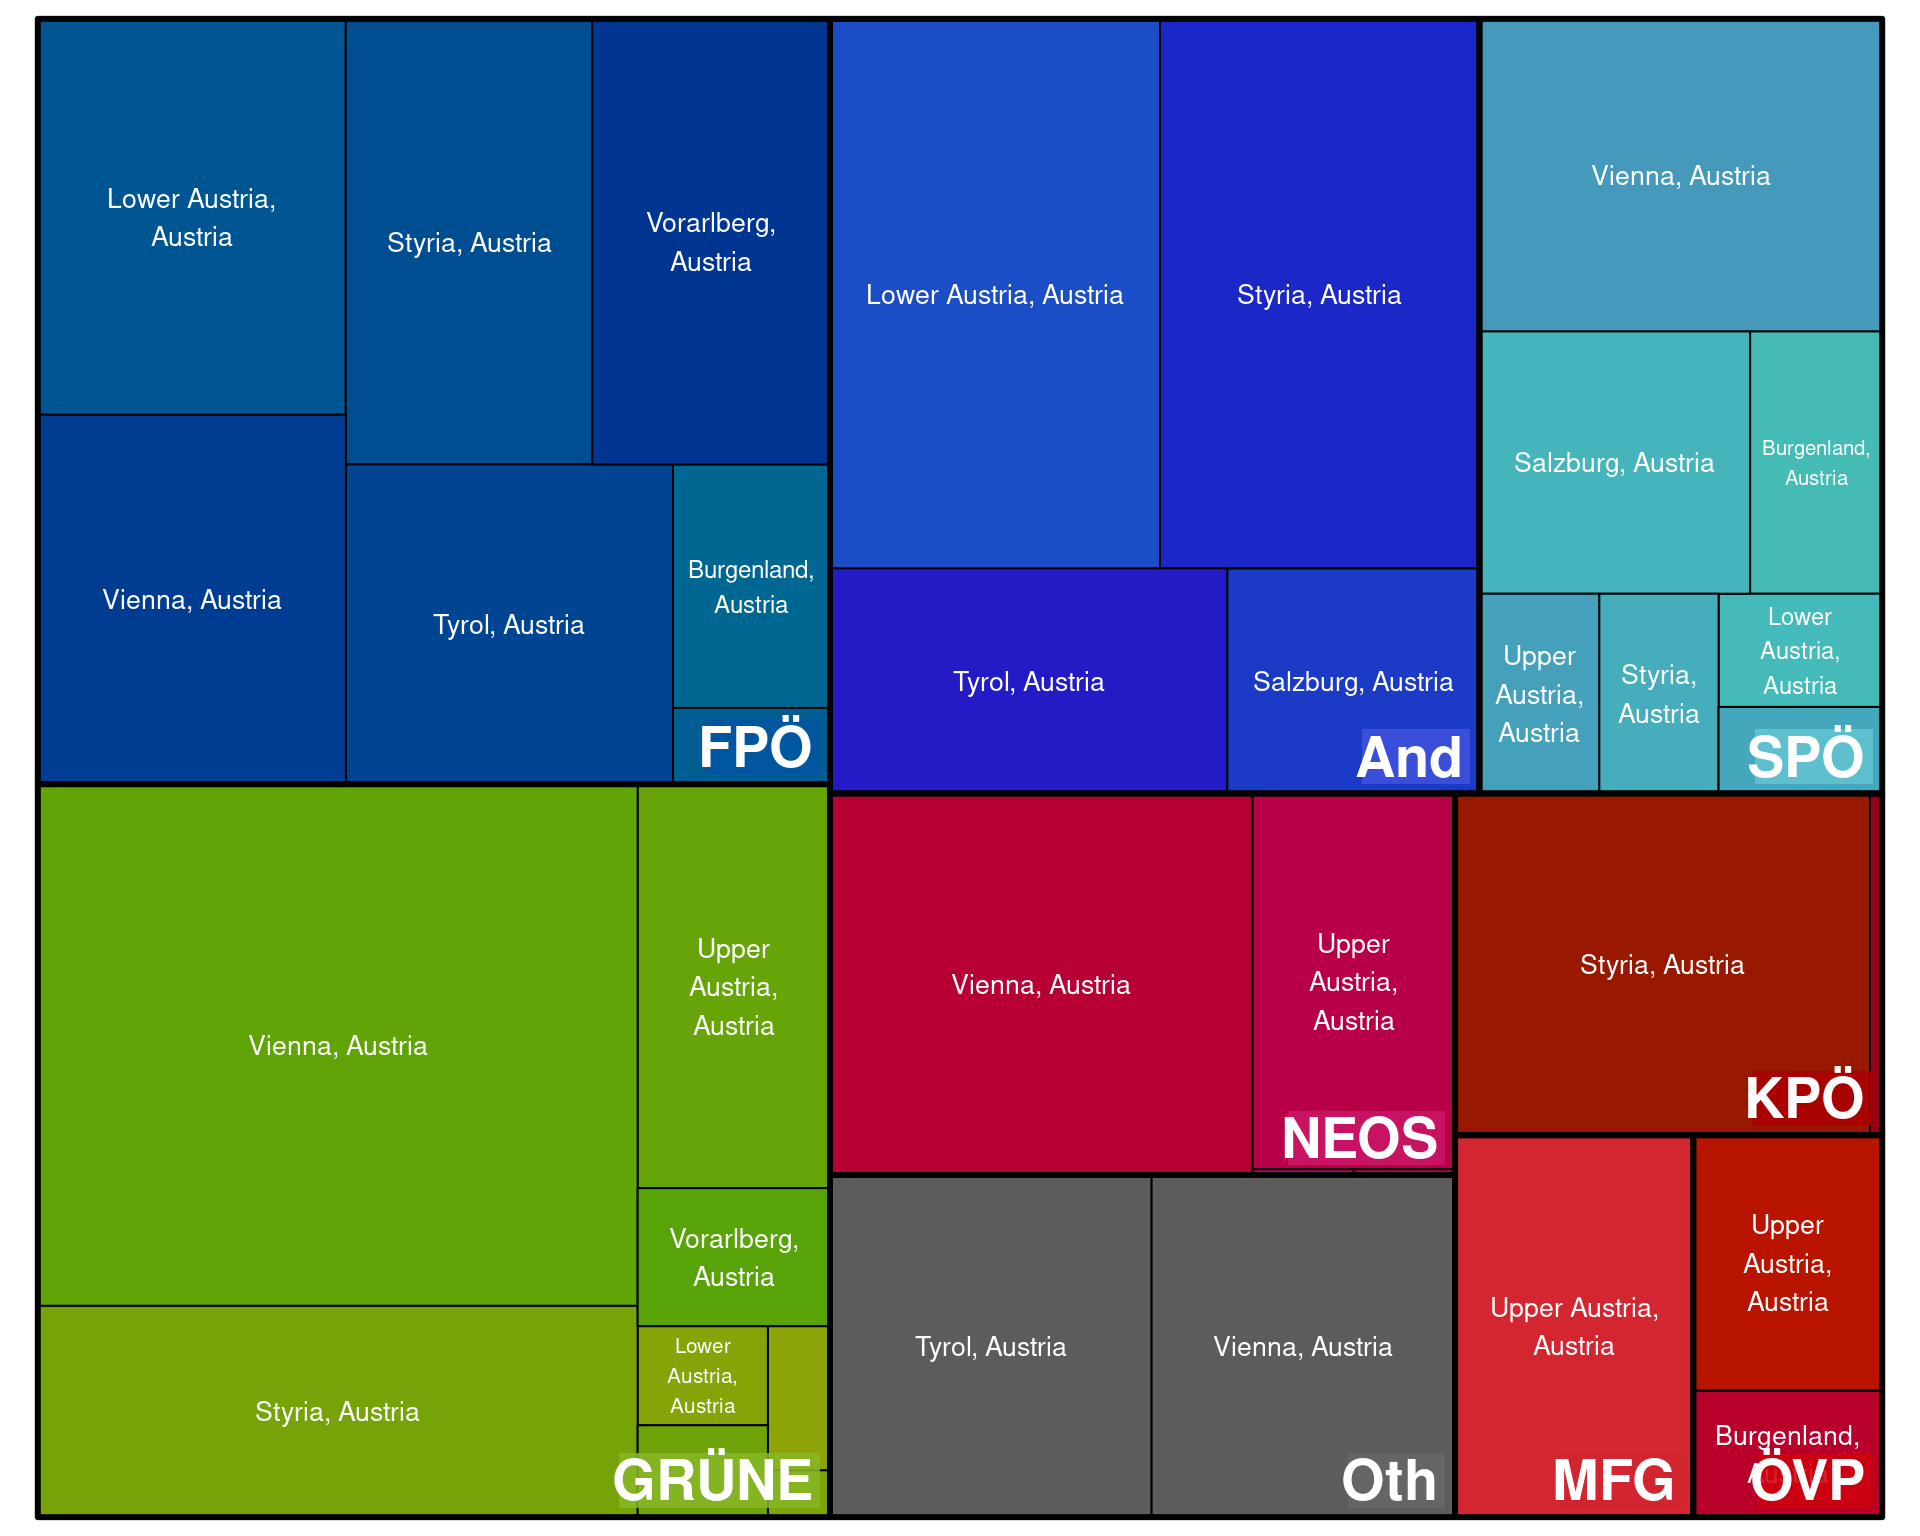 Lower Austria,
Austria
Styria, Austria
Vorarlberg,
Austria
Vienna, Austria
Tyrol, Austria
Burgenland,
Austria
FPÖ
Lower Austria, Austria
Styria, Austria
Tyrol, Austria
Salzburg, Austria
And
Vienna, Austria
Salzburg, Austria
Burgenland,
Austria
Upper
Austria,
Austria
Styria,
Austria
Lower
Austria,
Austria
SPÖ
Vienna, Austria
Upper
Austria,
Austria
Vorarlberg,
Austria
Styria, Austria
Lower
Austria,
Austria
GRÜNE
Vienna, Austria
Upper
Austria,
Austria
NEOS
Styria, Austria
KPÖ
Tyrol, Austria
Vienna, Austria
Oth
Upper Austria,
Austria
MFG
Upper
Austria,
Austria
Burgenland,
ÖVP